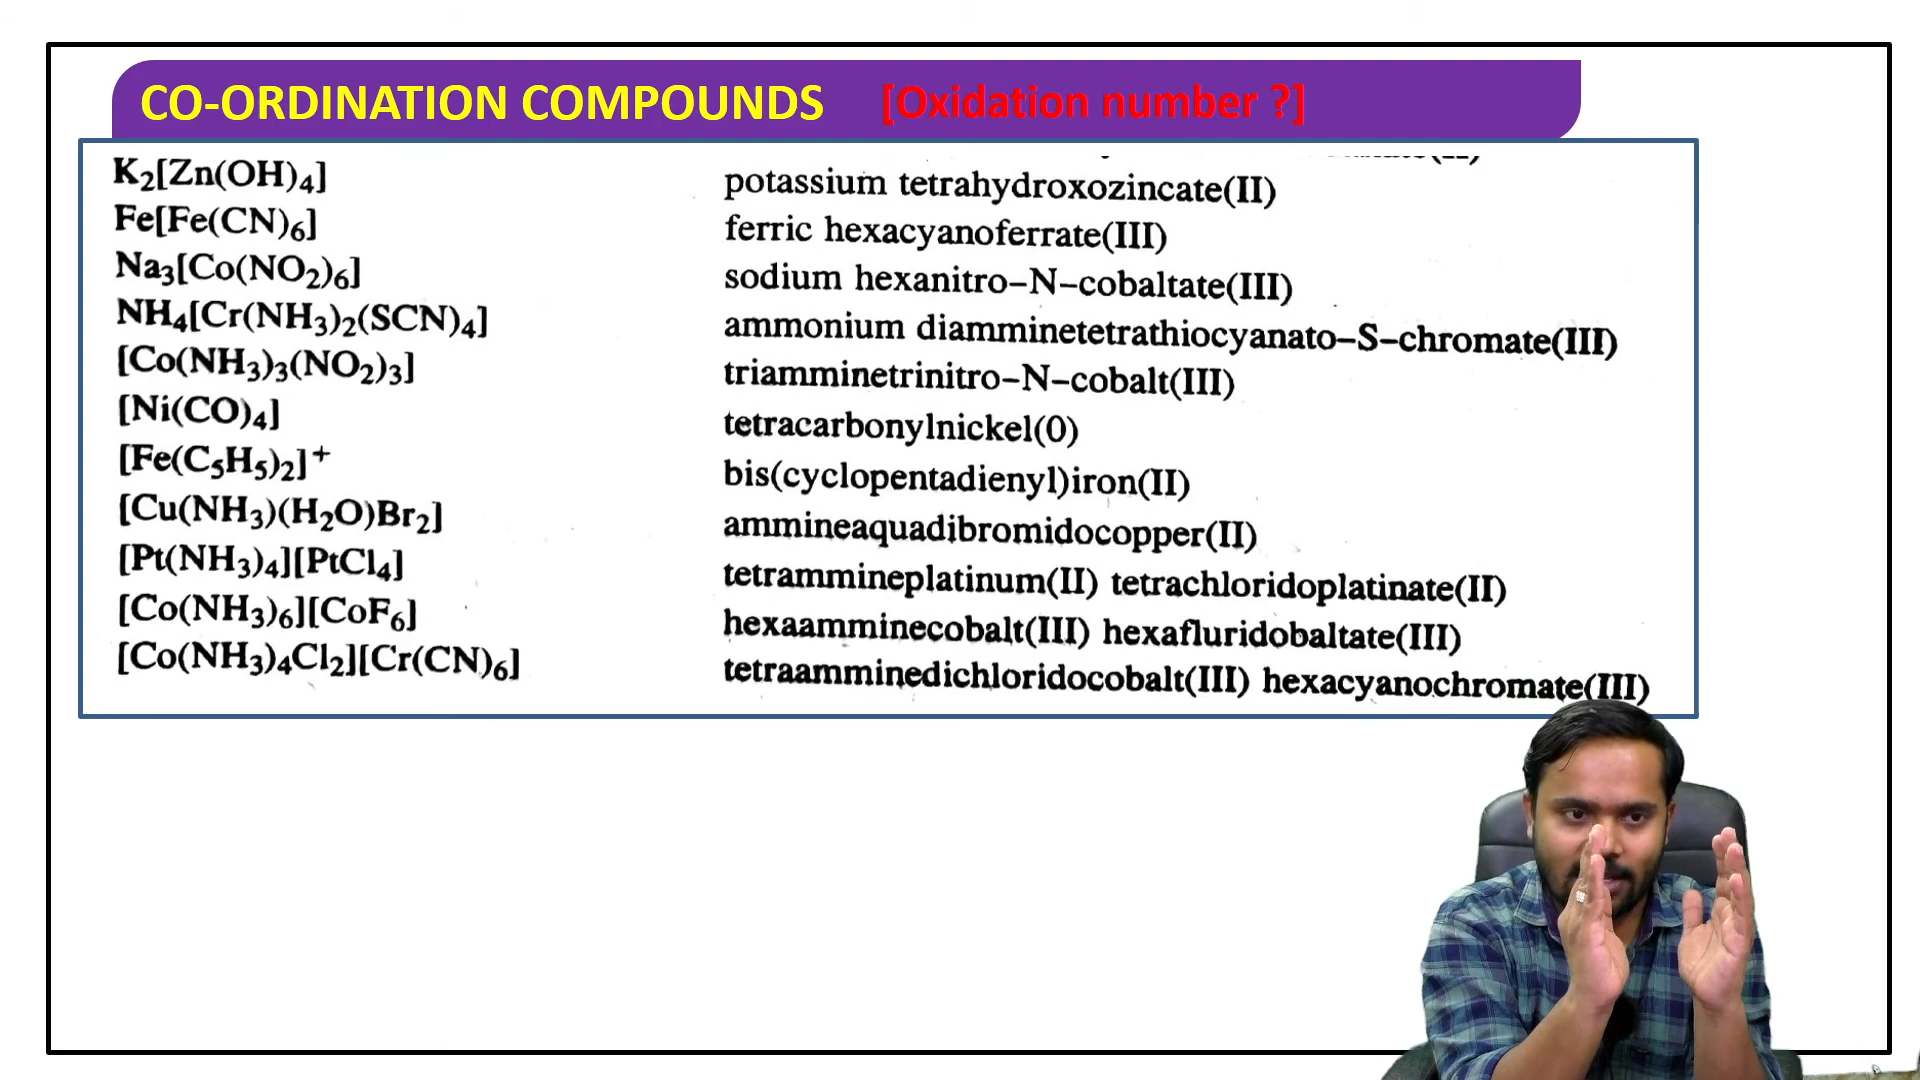 CO-ORDINATION COMPOUNDS [Oxidation number ?]
K₂[Zn(OH)₄] potassium tetrahydroxozincate(II)
Fe[Fe(CN)₆] ferric hexacyanoferrate(III)
Na₃[Co(NO₂)₆] sodium hexanitro–N–cobaltate(III)
NH₄[Cr(NH₃)₂(SCN)₄] ammonium diamminetetrathiocyanato–S–chromate(III)
[Co(NH₃)₃(NO₂)₃] triamminetrinitro–N–cobalt(III)
[Ni(CO)₄] tetracarbonylnickel(0)
[Fe(C₅H₅)₂]⁺ bis(cyclopentadienyl)iron(II)
[Cu(NH₃)(H₂O)Br₂] ammineaquadibromidocopper(II)
[Pt(NH₃)₄][PtCl₄] tetrammineplatinum(II) tetrachloridoplatinate(II)
[Co(NH₃)₆][CoF₆] hexaamminecobalt(III) hexafluridobaltate(III)
[Co(NH₃)₄Cl₂][Cr(CN)₆] tetraamminedichloridocobalt(III) hexacyanochromate(III)